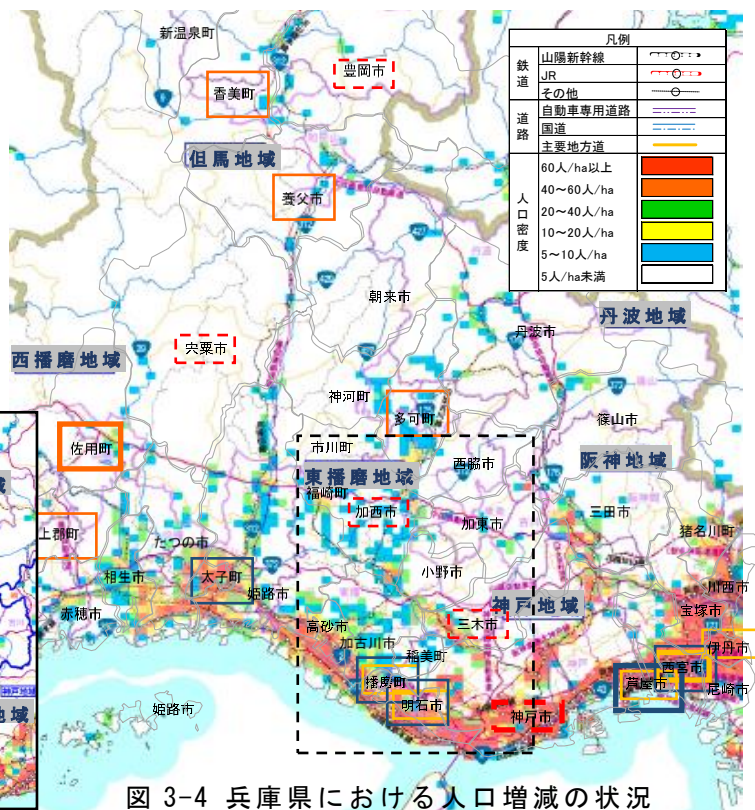 凡例
鉄道
山陽新幹線
JR
その他
道路
自動車専用道路
国道
主要地方道
人口密度
60人/ha以上
40～60人/ha
20～40人/ha
10～20人/ha
5～10人/ha
5人/ha未満
新温泉町
豊岡市
香美町
但馬地域
養父市
朝来市
丹波市
丹波地域
宍粟市
西播磨地域
神河町
多可町
篠山市
佐用町
市川町
西脇市
阪神地域
東播磨地域
福崎町
加西市
加東市
三田市
猪名川町
上郡町
たつの市
小野市
相生市
太子町
姫路市
神戸地域
川西市
宝塚市
赤穂市
高砂市
三木市
加古川市
稲美町
伊丹市
西宮市
播磨町
明石市
芦屋市
尼崎市
神戸市
姫路市
域
神戸地域
地域
図 3-4 兵庫県における人口増減の状況